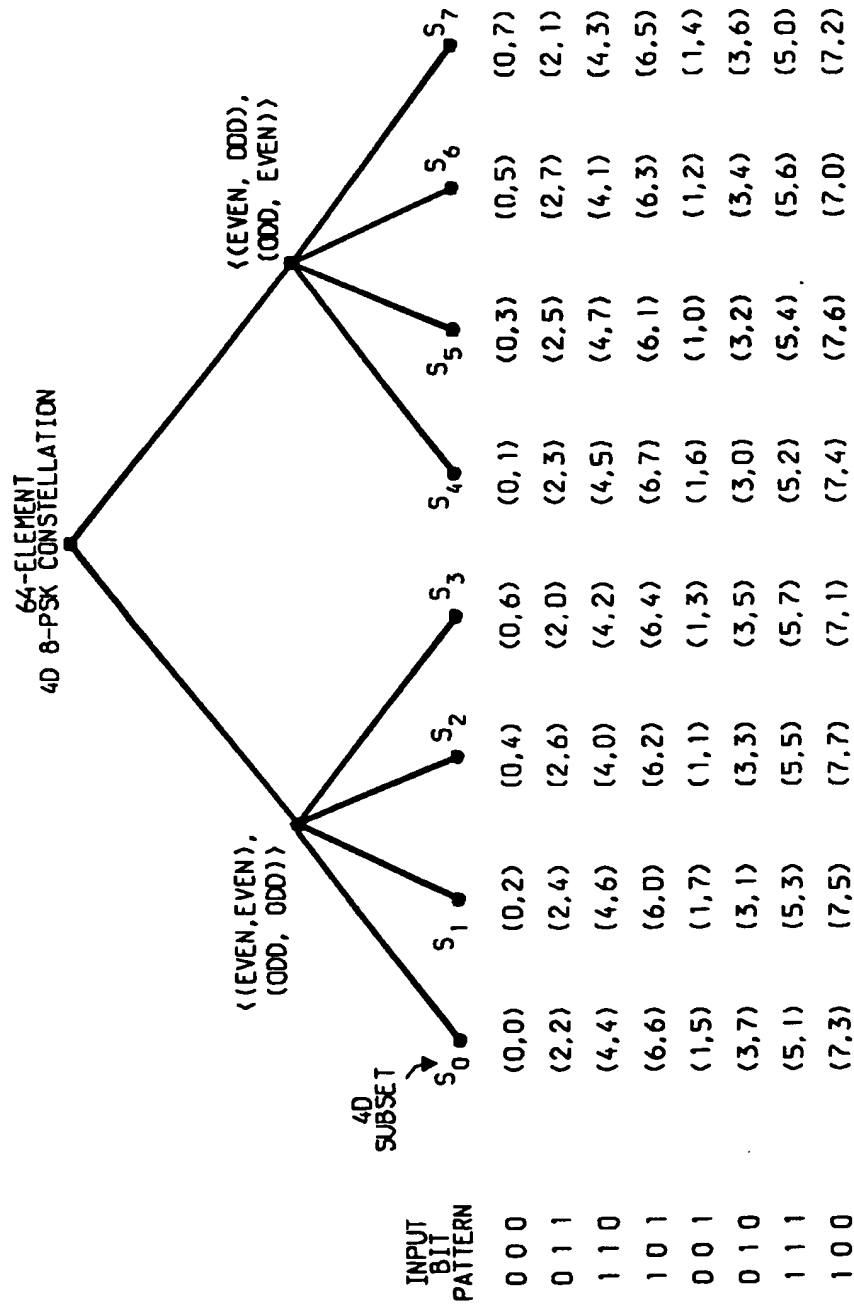 64-ELEMENT
4D 8-PSK CONSTELLATION
⟨(EVEN,EVEN),
(ODD, ODD)⟩
⟨(EVEN, ODD),
(ODD, EVEN)⟩
4D
SUBSET
S0 S1 S2 S3 S4 S5 S6 S7
INPUT
BIT
PATTERN
0 0 0 (0,0) (0,2) (0,4) (0,6) (0,1) (0,3) (0,5) (0,7)
0 1 1 (2,2) (2,4) (2,6) (2,0) (2,3) (2,5) (2,7) (2,1)
1 1 0 (4,4) (4,6) (4,0) (4,2) (4,5) (4,7) (4,1) (4,3)
1 0 1 (6,6) (6,0) (6,2) (6,4) (6,7) (6,1) (6,3) (6,5)
0 0 1 (1,5) (1,7) (1,1) (1,3) (1,6) (1,0) (1,2) (1,4)
0 1 0 (3,7) (3,1) (3,3) (3,5) (3,0) (3,2) (3,4) (3,6)
1 1 1 (5,1) (5,3) (5,5) (5,7) (5,2) (5,4) (5,6) (5,0)
1 0 0 (7,3) (7,5) (7,7) (7,1) (7,4) (7,6) (7,0) (7,2)